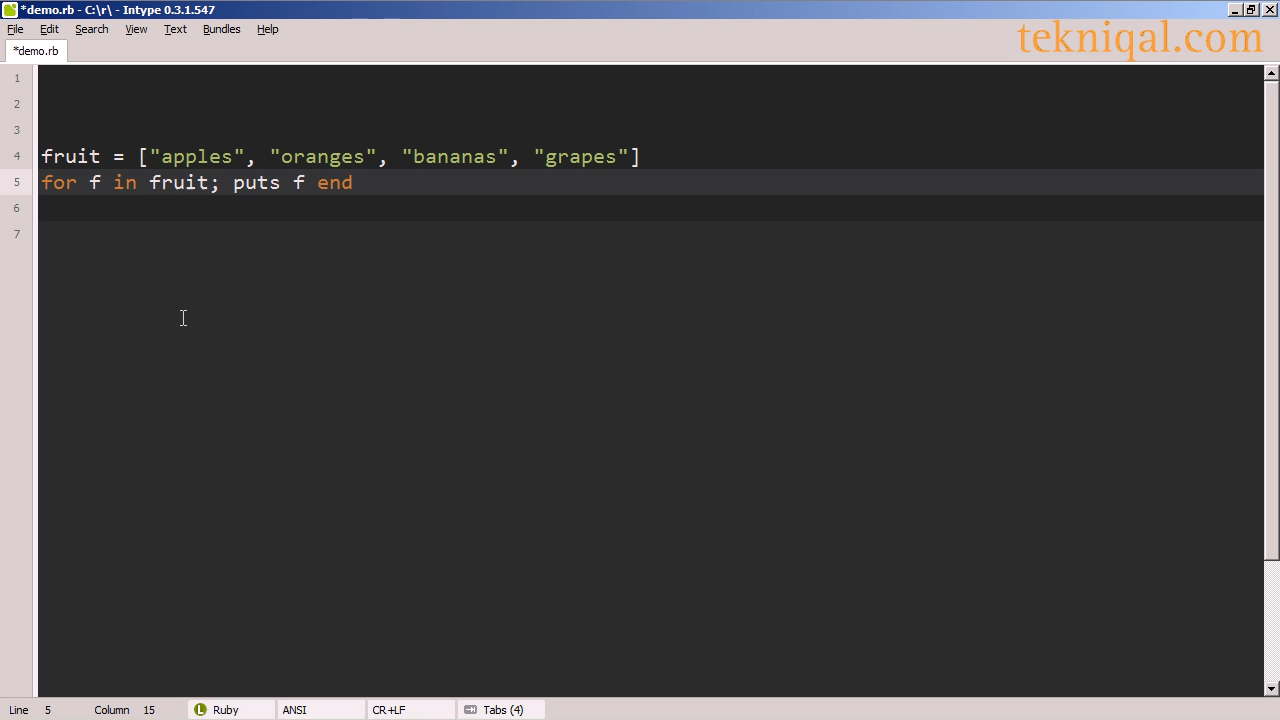 *demo.rb - C:\r\ - Intype 0.3.1.547
File Edit Search View Text Bundles Help
tekniqal.com
*demo.rb
1
2
3
4 fruit = ["apples", "oranges", "bananas", "grapes"]
5 for f in fruit; puts f end
6
7
Line 5 Column 15 L Ruby ANSI CR+LF Tabs (4)